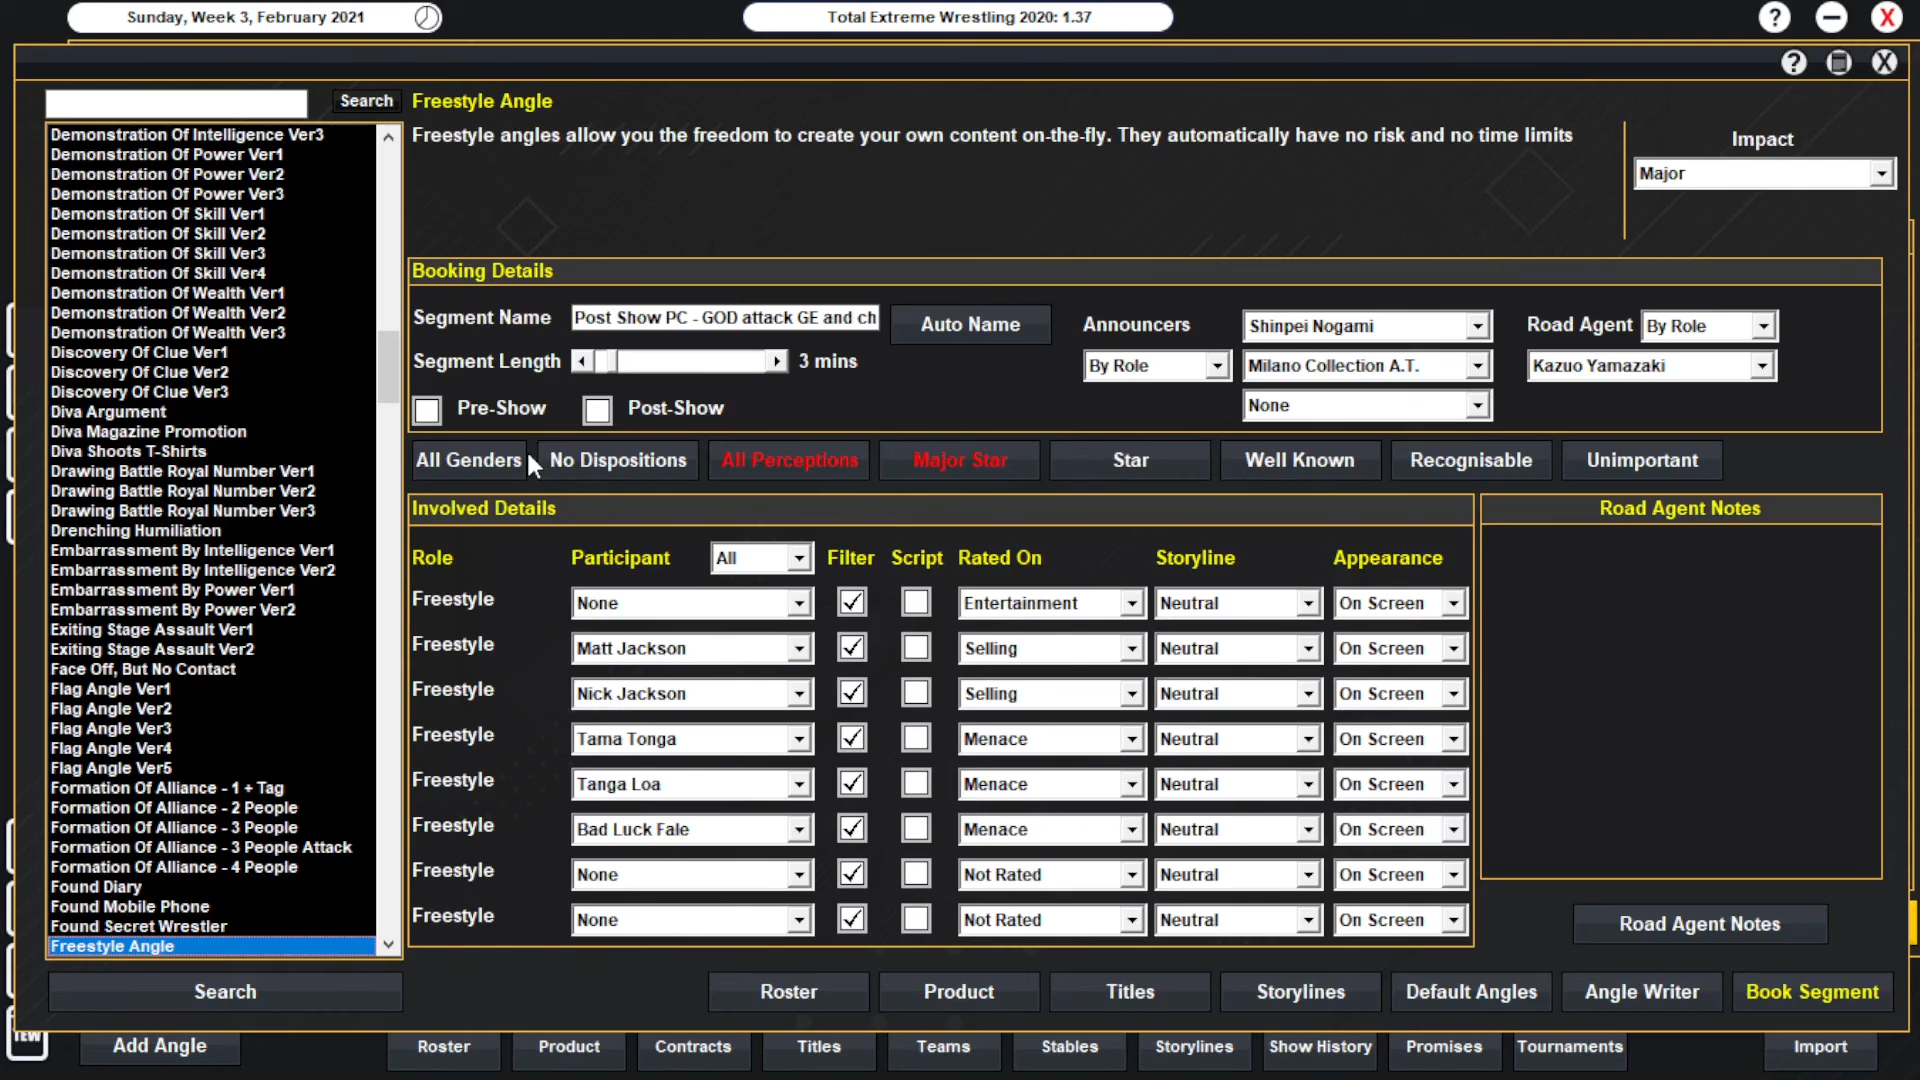 Sunday, Week 3, February 2021
Total Extreme Wrestling 2020: 1.37
?
X
?
X
Search
Freestyle Angle
Freestyle angles allow you the freedom to create your own content on-the-fly. They automatically have no risk and no time limits
Impact
Major
Demonstration Of Intelligence Ver3
Demonstration Of Power Ver1
Demonstration Of Power Ver2
Demonstration Of Power Ver3
Demonstration Of Skill Ver1
Demonstration Of Skill Ver2
Demonstration Of Skill Ver3
Demonstration Of Skill Ver4
Demonstration Of Wealth Ver1
Demonstration Of Wealth Ver2
Demonstration Of Wealth Ver3
Discovery Of Clue Ver1
Discovery Of Clue Ver2
Discovery Of Clue Ver3
Diva Argument
Diva Magazine Promotion
Diva Shoots T-Shirts
Drawing Battle Royal Number Ver1
Drawing Battle Royal Number Ver2
Drawing Battle Royal Number Ver3
Drenching Humiliation
Embarrassment By Intelligence Ver1
Embarrassment By Intelligence Ver2
Embarrassment By Power Ver1
Embarrassment By Power Ver2
Exiting Stage Assault Ver1
Exiting Stage Assault Ver2
Face Off, But No Contact
Flag Angle Ver1
Flag Angle Ver2
Flag Angle Ver3
Flag Angle Ver4
Flag Angle Ver5
Formation Of Alliance - 1 + Tag
Formation Of Alliance - 2 People
Formation Of Alliance - 3 People
Formation Of Alliance - 3 People Attack
Formation Of Alliance - 4 People
Found Diary
Found Mobile Phone
Found Secret Wrestler
Freestyle Angle
Search
Booking Details
Segment Name Post Show PC - GOD attack GE and ch Auto Name
Segment Length 3 mins
Pre-Show Post-Show
Announcers Shinpei Nogami
By Role Milano Collection A.T.
None
Road Agent By Role
Kazuo Yamazaki
All Genders No Dispositions All Perceptions Major Star Star Well Known Recognisable Unimportant
Involved Details
Role Participant All Filter Script Rated On Storyline Appearance
Freestyle None Entertainment Neutral On Screen
Freestyle Matt Jackson Selling Neutral On Screen
Freestyle Nick Jackson Selling Neutral On Screen
Freestyle Tama Tonga Menace Neutral On Screen
Freestyle Tanga Loa Menace Neutral On Screen
Freestyle Bad Luck Fale Menace Neutral On Screen
Freestyle None Not Rated Neutral On Screen
Freestyle None Not Rated Neutral On Screen
Road Agent Notes
Road Agent Notes
Roster Product Titles Storylines Default Angles Angle Writer Book Segment
TEW
Add Angle Roster Product Contracts Titles Teams Stables Storylines Show History Promises Tournaments Import